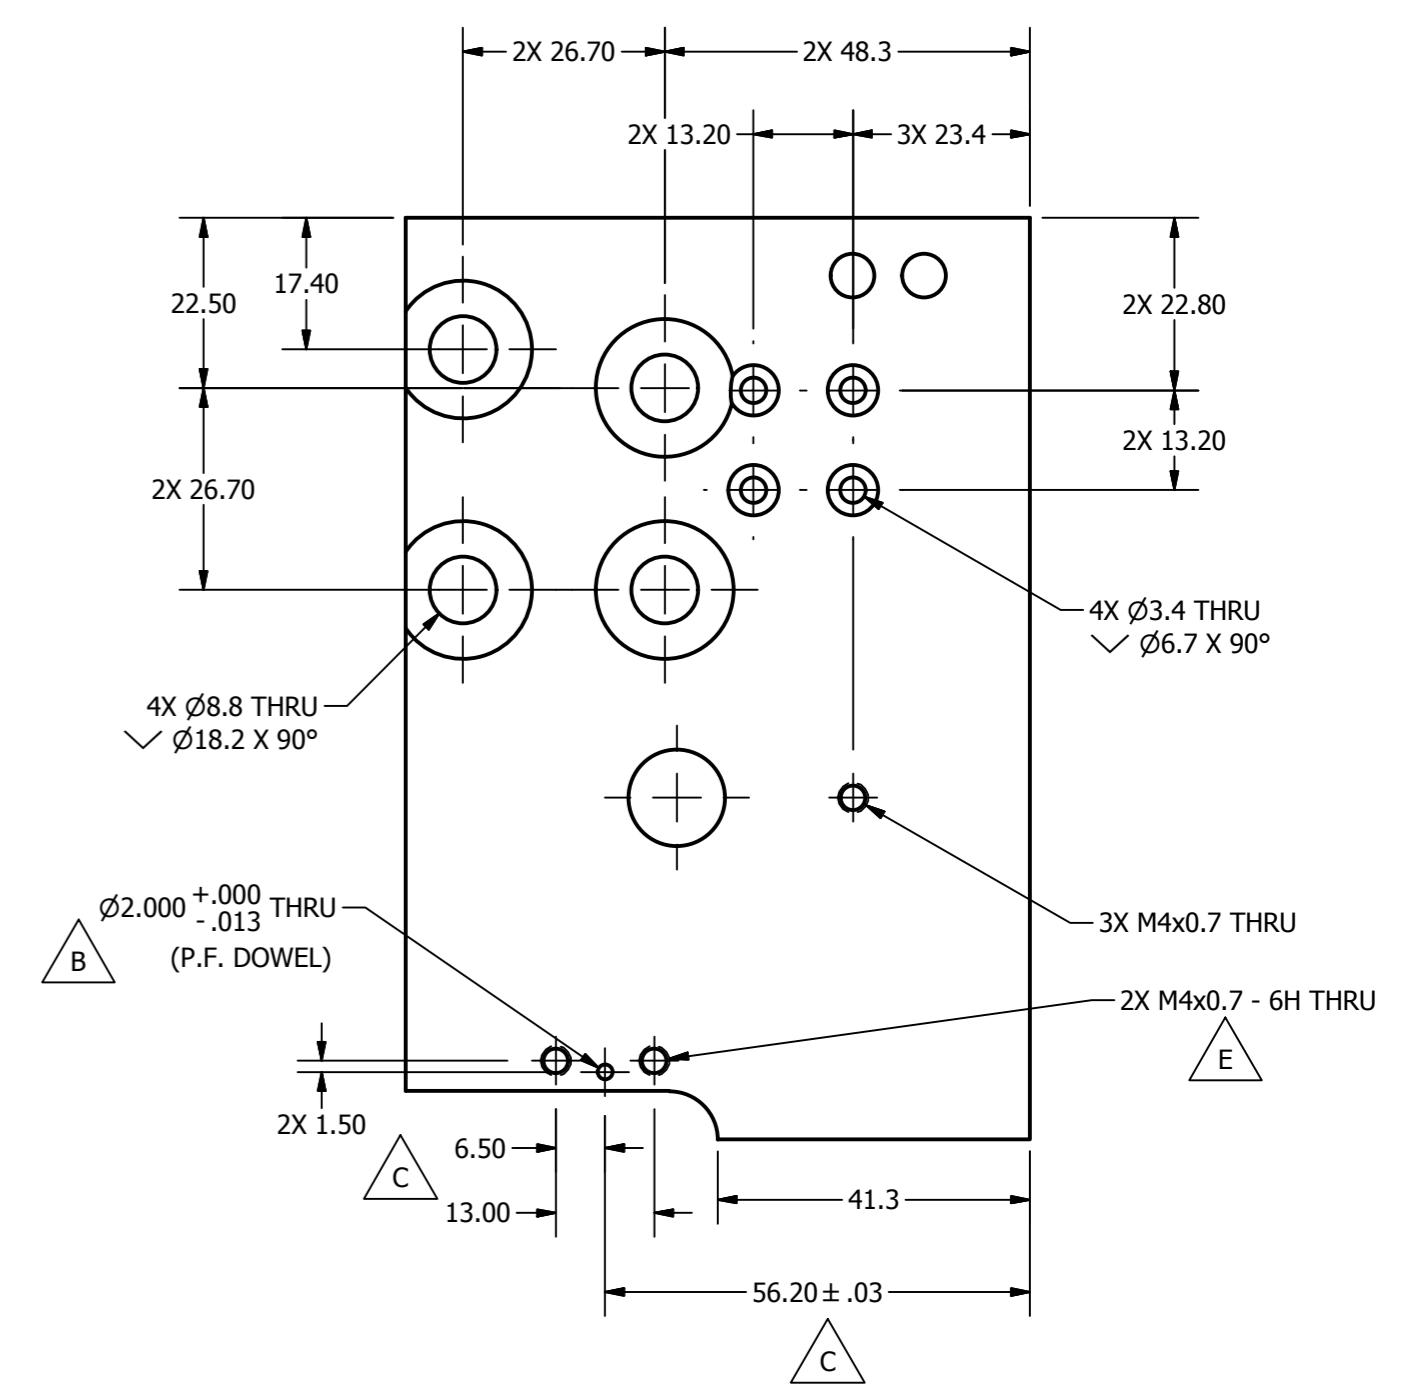 2X 26.70
2X 48.3
2X 13.20
3X 23.4
17.40
22.50
2X 22.80
2X 13.20
2X 26.70
4X Ø3.4 THRU
⌵ Ø6.7 X 90°
4X Ø8.8 THRU
⌵ Ø18.2 X 90°
Ø2.000 +.000 -.013 THRU
(P.F. DOWEL)
B
3X M4x0.7 THRU
2X M4x0.7 - 6H THRU
E
2X 1.50
C
6.50
13.00
41.3
56.20± .03
C